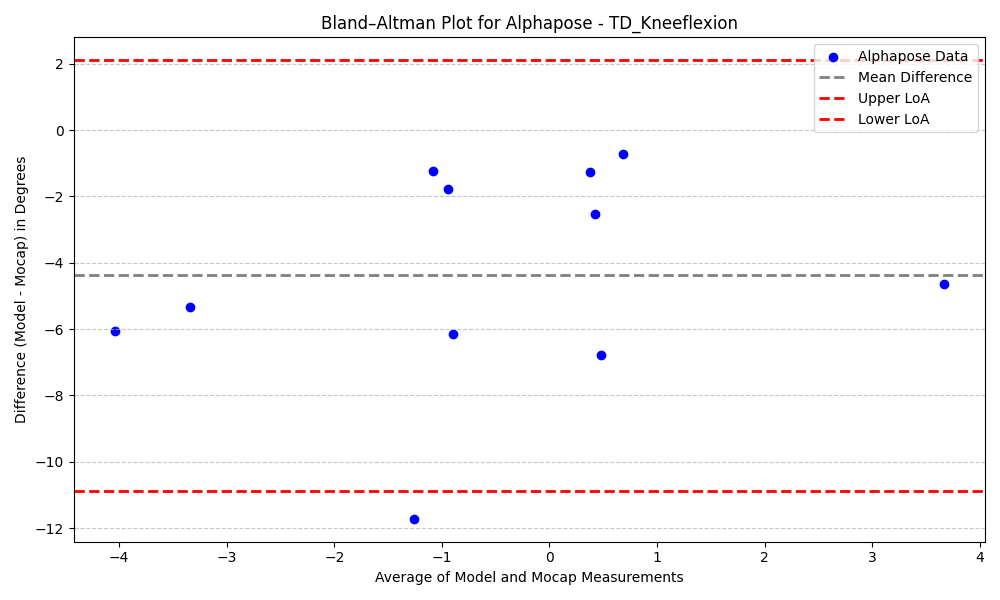 Bland–Altman Plot for Alphapose - TD_Kneeflexion
Alphapose Data
Mean Difference
Upper LoA
Lower LoA
Difference (Model - Mocap) in Degrees
2
0
−2
−4
−6
−8
−10
−12
−4 −3 −2 −1 0 1 2 3 4
Average of Model and Mocap Measurements